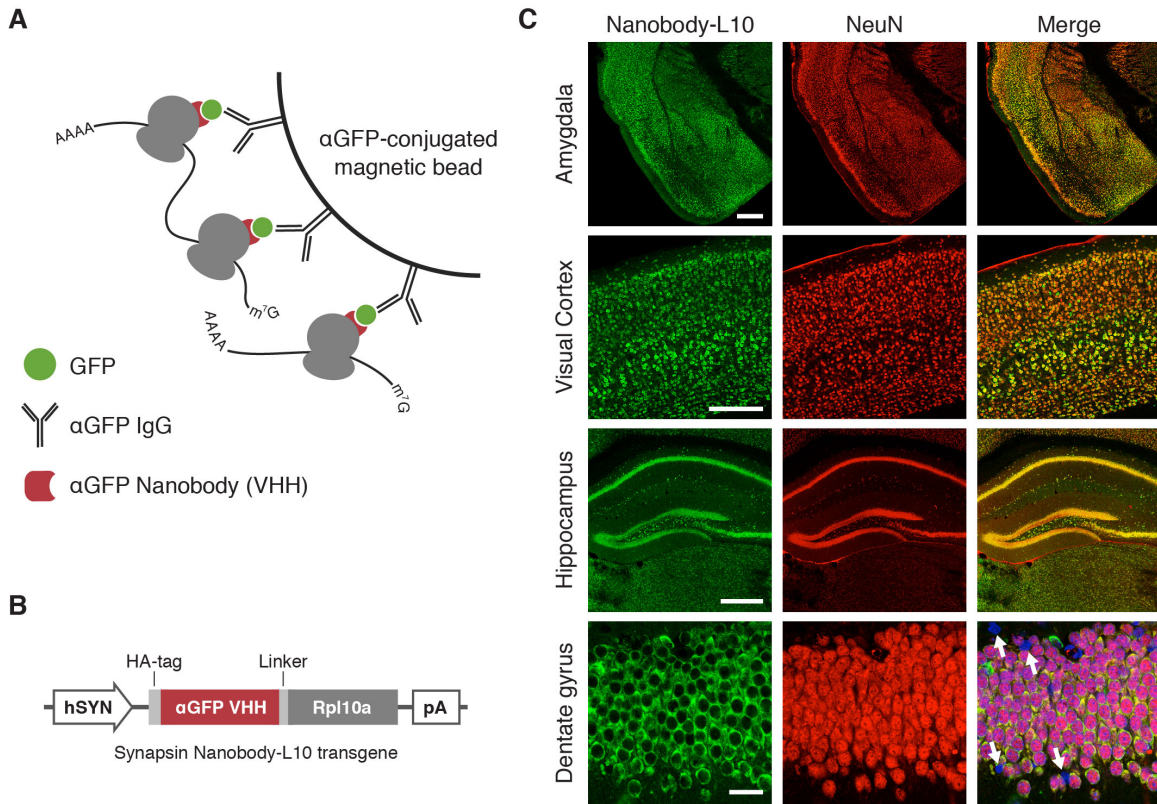 A
αGFP-conjugated
magnetic bead
AAAA
m⁷G
AAAA
m⁷G
GFP
αGFP IgG
αGFP Nanobody (VHH)
B
HA-tag
Linker
hSYN
αGFP VHH
Rpl10a
pA
Synapsin Nanobody-L10 transgene
C
Nanobody-L10
NeuN
Merge
Amygdala
Visual Cortex
Hippocampus
Dentate gyrus